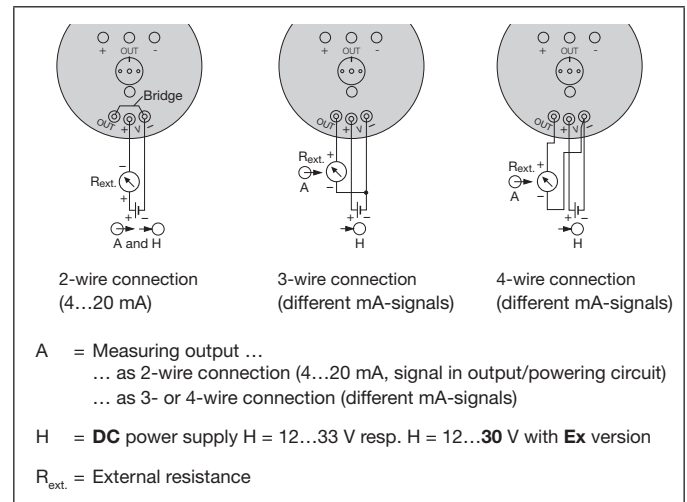 + OUT -
+ OUT -
+ OUT -
Bridge
OUT + V −
OUT + V −
OUT + V −
−
Rext.
+
+ −
A and H
Rext. +
A −
+ −
H
Rext. +
A −
+ −
H
2-wire connection
(4…20 mA)
3-wire connection
(different mA-signals)
4-wire connection
(different mA-signals)
A = Measuring output …
… as 2-wire connection (4…20 mA, signal in output/powering circuit)
… as 3- or 4-wire connection (different mA-signals)
H = DC power supply H = 12…33 V resp. H = 12…30 V with Ex version
Rext. = External resistance